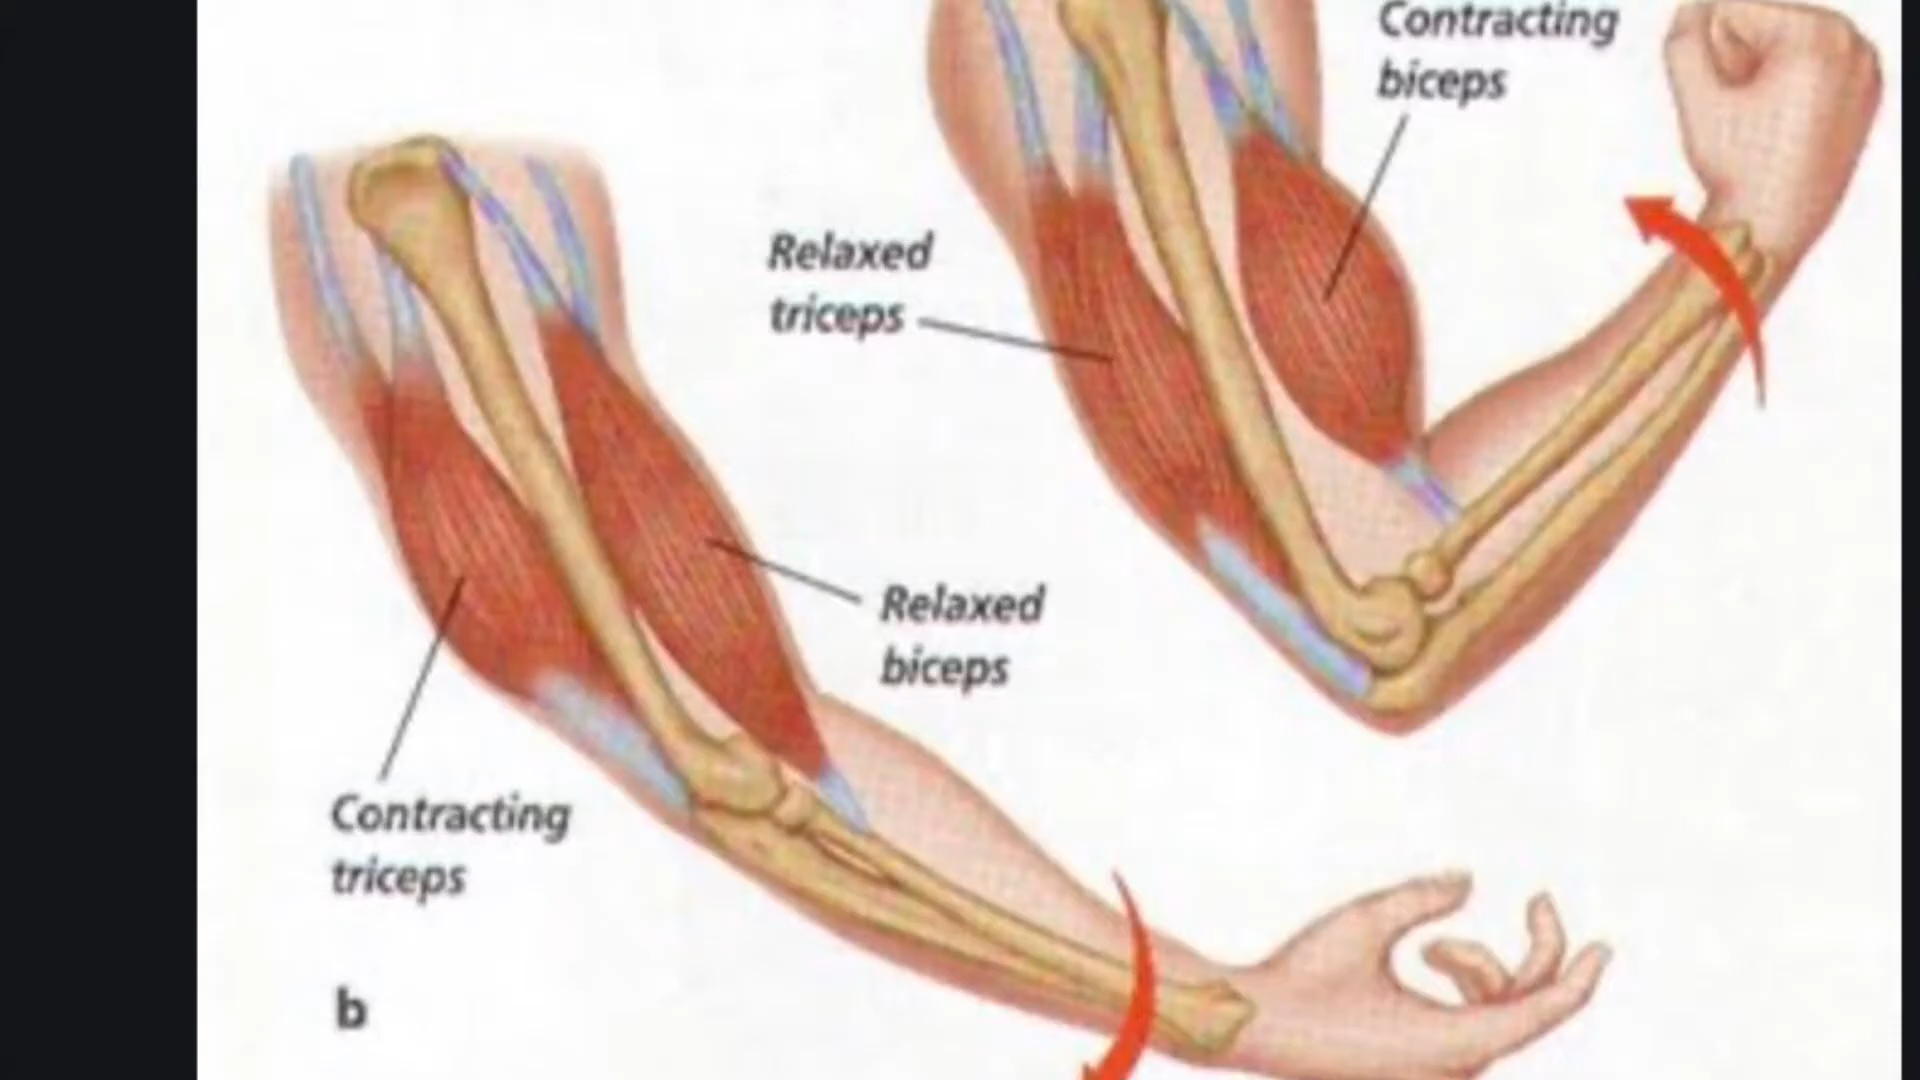 Contracting
biceps
Relaxed
triceps
Relaxed
biceps
Contracting
triceps
b